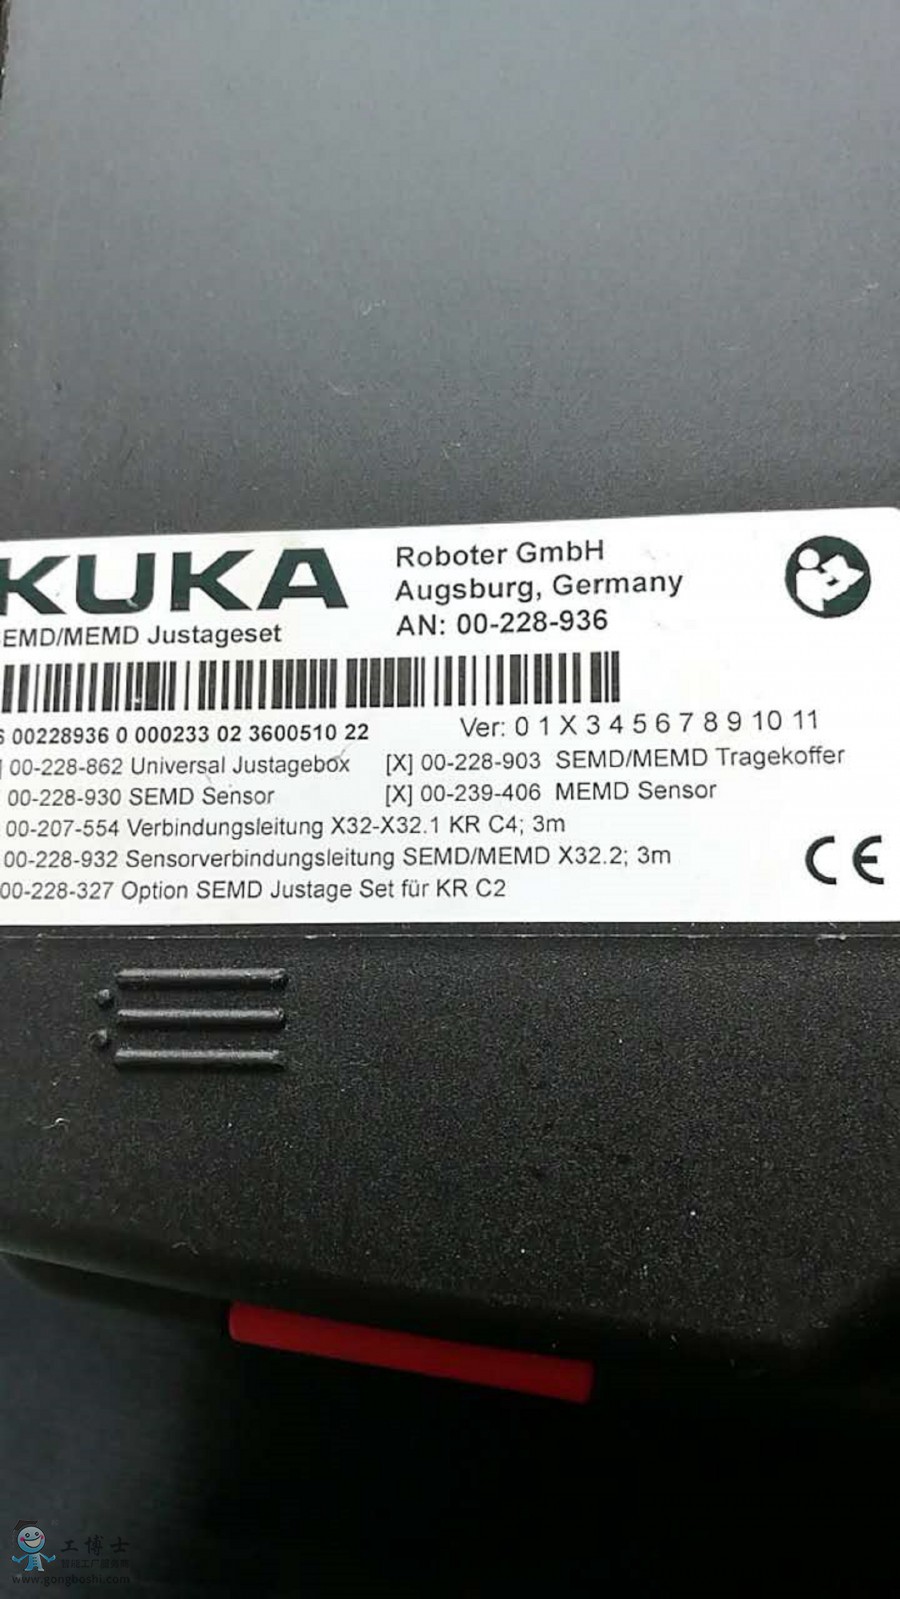 KUKA
SEMD/MEMD Justageset
Roboter GmbH
Augsburg, Germany
AN: 00-228-936
6 00228936 0 000233 02 3600510 22
Ver: 0 1 X 3 4 5 6 7 8 9 10 11
] 00-228-862 Universal Justagebox [X] 00-228-903 SEMD/MEMD Tragekoffer
00-228-930 SEMD Sensor [X] 00-239-406 MEMD Sensor
00-207-554 Verbindungsleitung X32-X32.1 KR C4; 3m
00-228-932 Sensorverbindungsleitung SEMD/MEMD X32.2; 3m
00-228-327 Option SEMD Justage Set für KR C2
CE
工博士
www.gongboshi.com